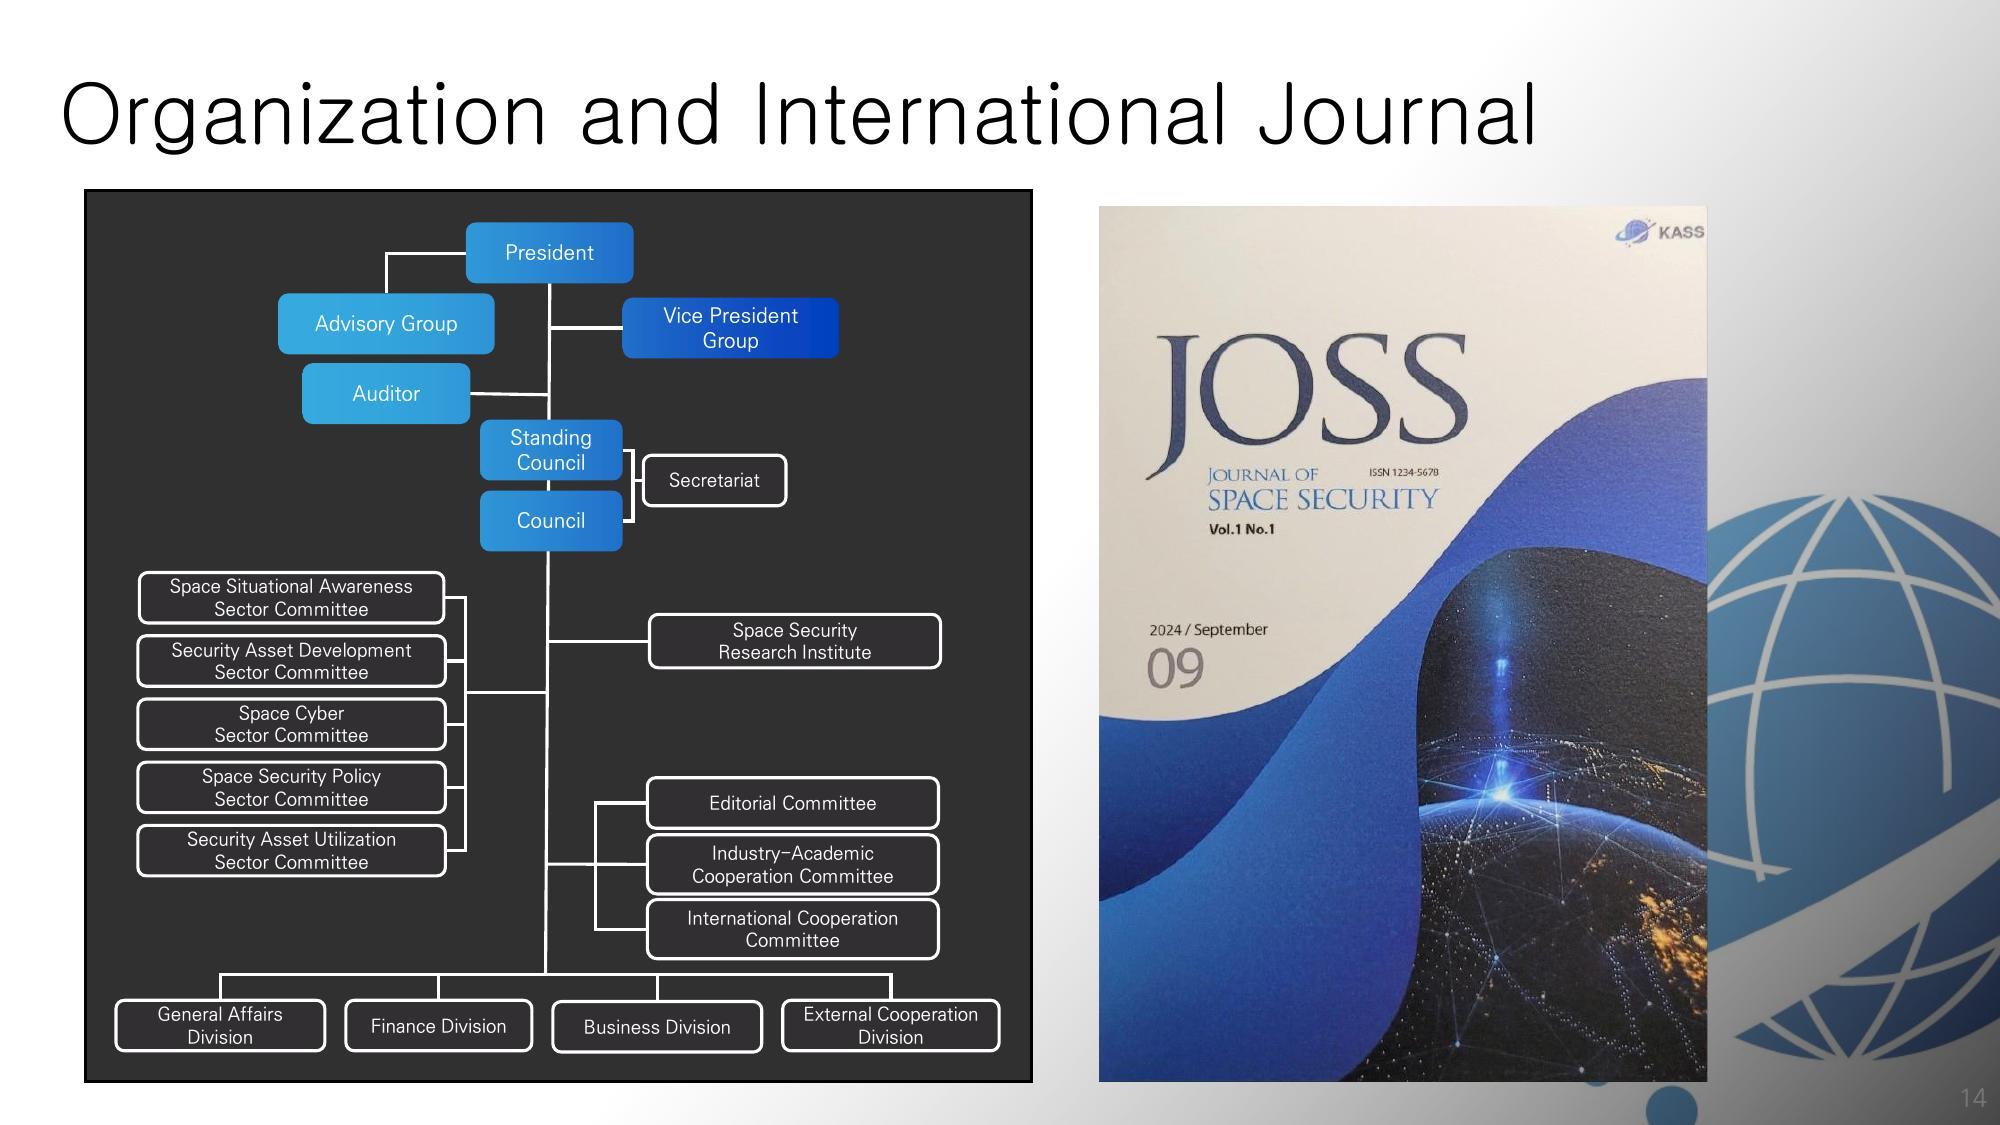 Organization and International Journal
President
Advisory Group
Vice President
Group
Auditor
Standing
Council
Secretariat
Council
Space Situational Awareness
Sector Committee
Security Asset Development
Sector Committee
Space Cyber
Sector Committee
Space Security Policy
Sector Committee
Security Asset Utilization
Sector Committee
Space Security
Research Institute
Editorial Committee
Industry-Academic
Cooperation Committee
International Cooperation
Committee
General Affairs
Division
Finance Division
Business Division
External Cooperation
Division
KASS
JOSS
JOURNAL OF
ISSN 1234-5678
SPACE SECURITY
Vol.1 No.1
2024 / September
09
14